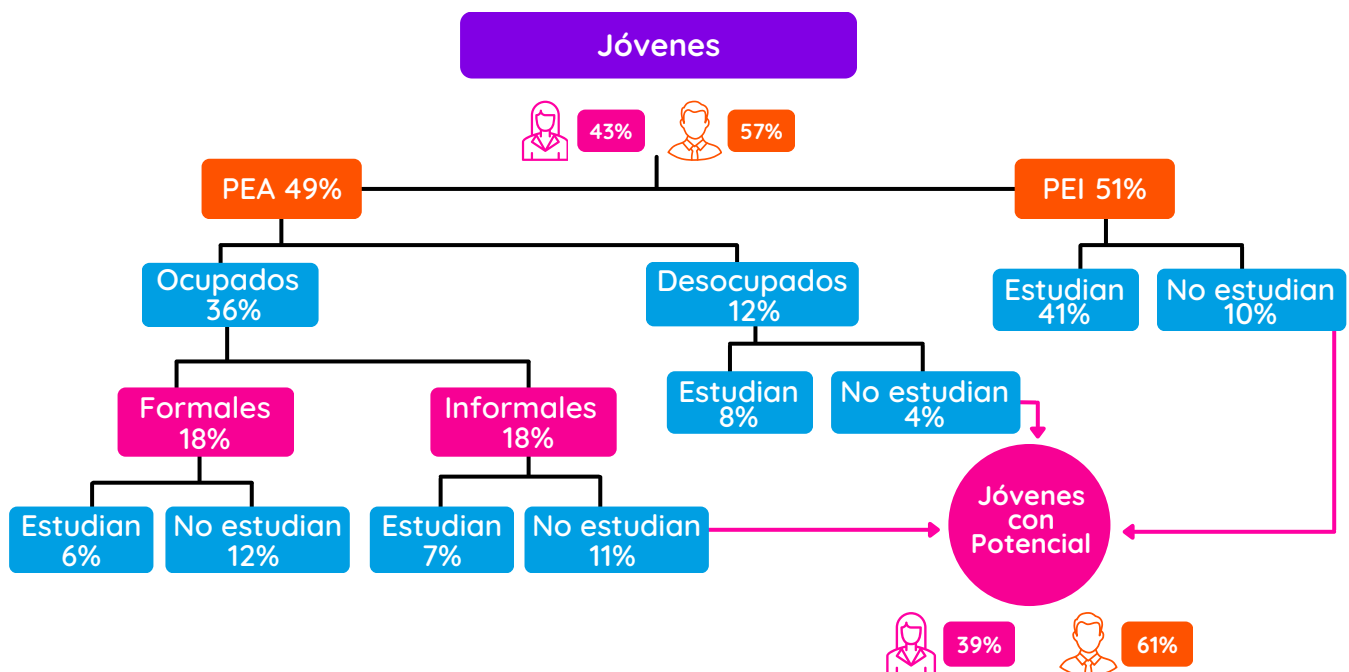 Jóvenes
43%
57%
PEA 49%
PEI 51%
Ocupados
36%
Desocupados
12%
Estudian
41%
No estudian
10%
Estudian
8%
No estudian
4%
Formales
18%
Informales
18%
Estudian
6%
No estudian
12%
Estudian
7%
No estudian
11%
Jóvenes
con
Potencial
39%
61%